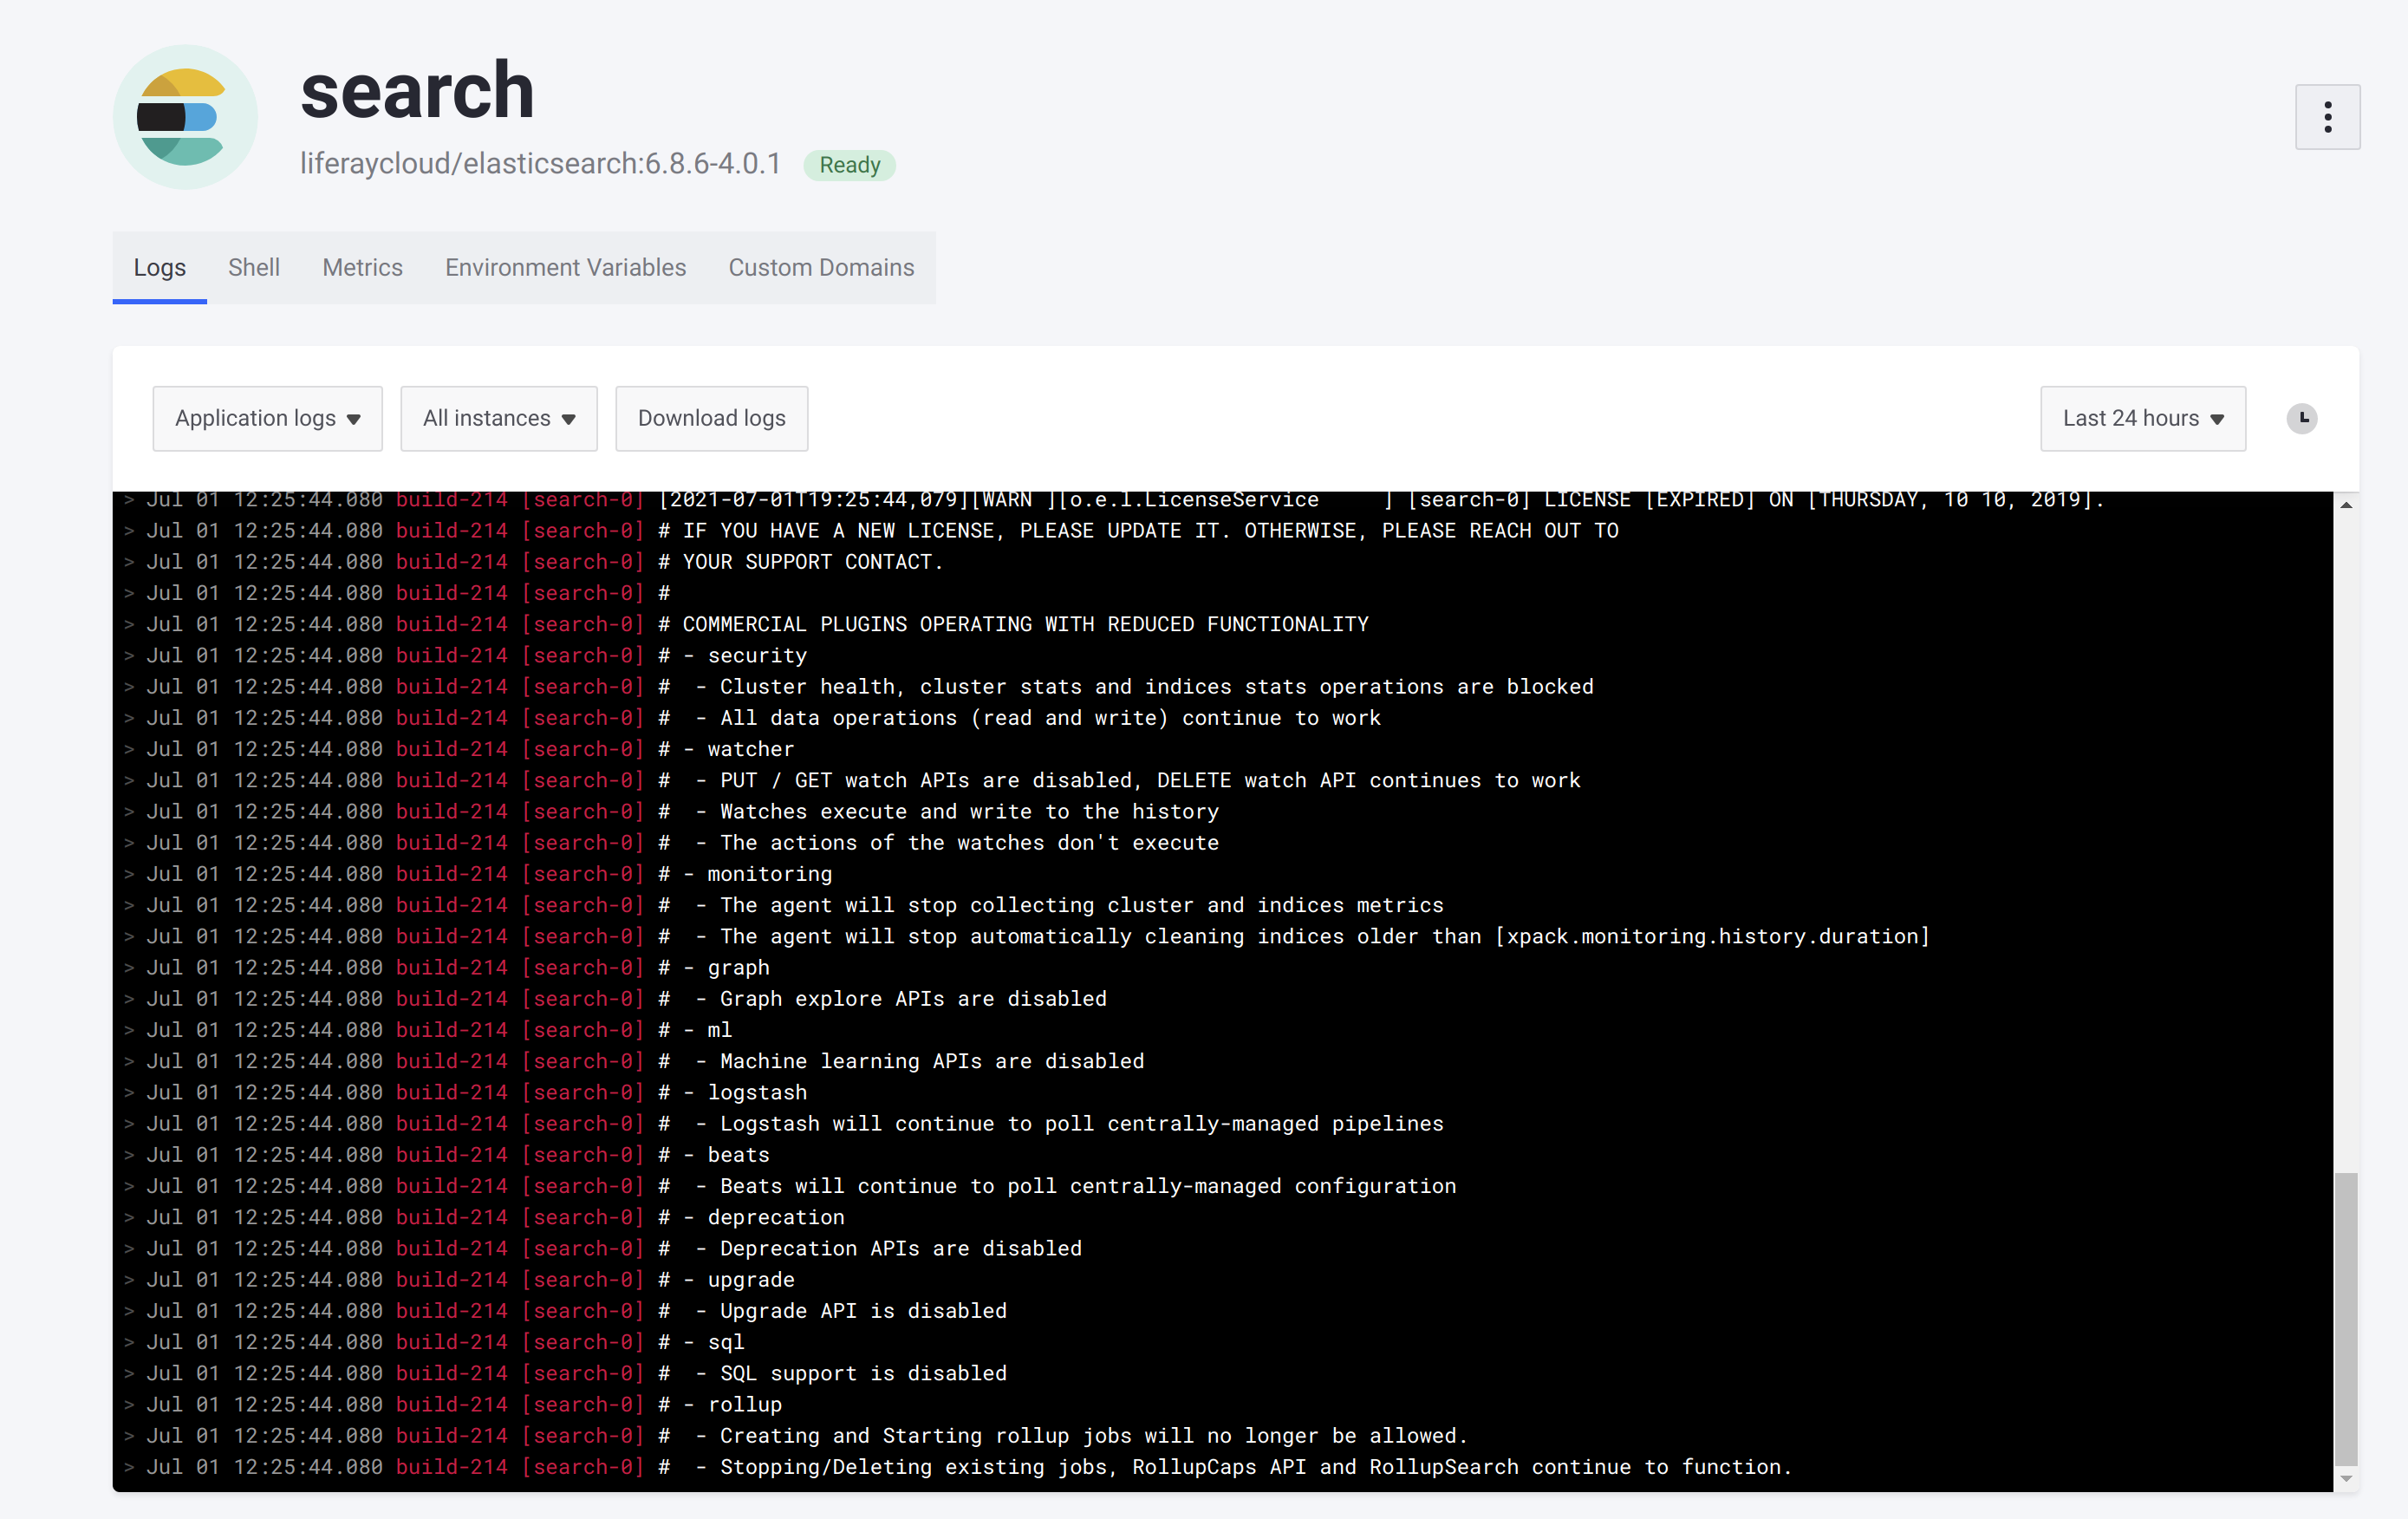 search
liferaycloud/elasticsearch:6.8.6-4.0.1 Ready
Logs Shell Metrics Environment Variables Custom Domains
Application logs All instances Download logs Last 24 hours
> Jul 01 12:25:44.080 build-214 [search-0] [2021-07-01T19:25:44,079][WARN ][o.e.l.LicenseService     ] [search-0] LICENSE [EXPIRED] ON [THURSDAY, 10 10, 2019].
> Jul 01 12:25:44.080 build-214 [search-0] # IF YOU HAVE A NEW LICENSE, PLEASE UPDATE IT. OTHERWISE, PLEASE REACH OUT TO
> Jul 01 12:25:44.080 build-214 [search-0] # YOUR SUPPORT CONTACT.
> Jul 01 12:25:44.080 build-214 [search-0] #
> Jul 01 12:25:44.080 build-214 [search-0] # COMMERCIAL PLUGINS OPERATING WITH REDUCED FUNCTIONALITY
> Jul 01 12:25:44.080 build-214 [search-0] # - security
> Jul 01 12:25:44.080 build-214 [search-0] #  - Cluster health, cluster stats and indices stats operations are blocked
> Jul 01 12:25:44.080 build-214 [search-0] #  - All data operations (read and write) continue to work
> Jul 01 12:25:44.080 build-214 [search-0] # - watcher
> Jul 01 12:25:44.080 build-214 [search-0] #  - PUT / GET watch APIs are disabled, DELETE watch API continues to work
> Jul 01 12:25:44.080 build-214 [search-0] #  - Watches execute and write to the history
> Jul 01 12:25:44.080 build-214 [search-0] #  - The actions of the watches don't execute
> Jul 01 12:25:44.080 build-214 [search-0] # - monitoring
> Jul 01 12:25:44.080 build-214 [search-0] #  - The agent will stop collecting cluster and indices metrics
> Jul 01 12:25:44.080 build-214 [search-0] #  - The agent will stop automatically cleaning indices older than [xpack.monitoring.history.duration]
> Jul 01 12:25:44.080 build-214 [search-0] # - graph
> Jul 01 12:25:44.080 build-214 [search-0] #  - Graph explore APIs are disabled
> Jul 01 12:25:44.080 build-214 [search-0] # - ml
> Jul 01 12:25:44.080 build-214 [search-0] #  - Machine learning APIs are disabled
> Jul 01 12:25:44.080 build-214 [search-0] # - logstash
> Jul 01 12:25:44.080 build-214 [search-0] #  - Logstash will continue to poll centrally-managed pipelines
> Jul 01 12:25:44.080 build-214 [search-0] # - beats
> Jul 01 12:25:44.080 build-214 [search-0] #  - Beats will continue to poll centrally-managed configuration
> Jul 01 12:25:44.080 build-214 [search-0] # - deprecation
> Jul 01 12:25:44.080 build-214 [search-0] #  - Deprecation APIs are disabled
> Jul 01 12:25:44.080 build-214 [search-0] # - upgrade
> Jul 01 12:25:44.080 build-214 [search-0] #  - Upgrade API is disabled
> Jul 01 12:25:44.080 build-214 [search-0] # - sql
> Jul 01 12:25:44.080 build-214 [search-0] #  - SQL support is disabled
> Jul 01 12:25:44.080 build-214 [search-0] # - rollup
> Jul 01 12:25:44.080 build-214 [search-0] #  - Creating and Starting rollup jobs will no longer be allowed.
> Jul 01 12:25:44.080 build-214 [search-0] #  - Stopping/Deleting existing jobs, RollupCaps API and RollupSearch continue to function.